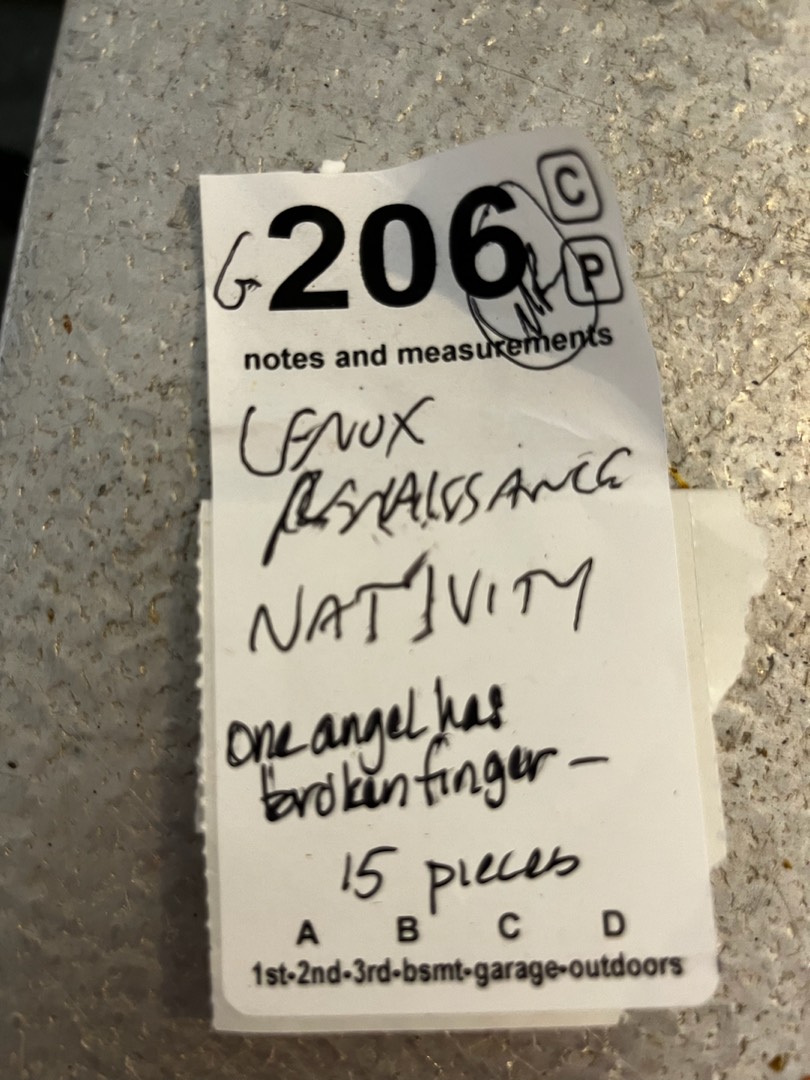 G206 C
NR P
notes and measurements
LENOX
RENAISSANCE
NATIVITY
one angel has
broken finger —
15 pieces
A B C D
1st-2nd-3rd-bsmt-garage-outdoors